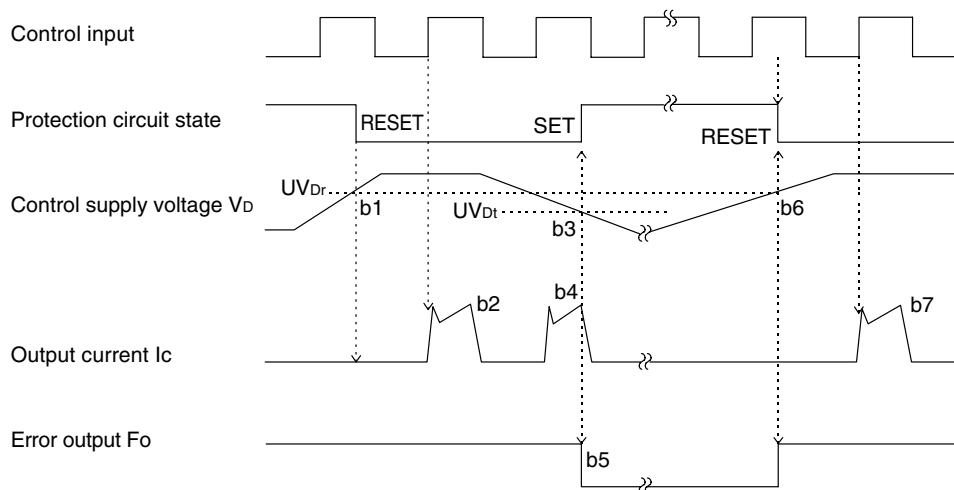 Control input
Protection circuit state
RESET
SET
RESET
Control supply voltage VD
UVDr
b1
UVDt
b3
b6
Output current Ic
b2
b4
b7
Error output Fo
b5